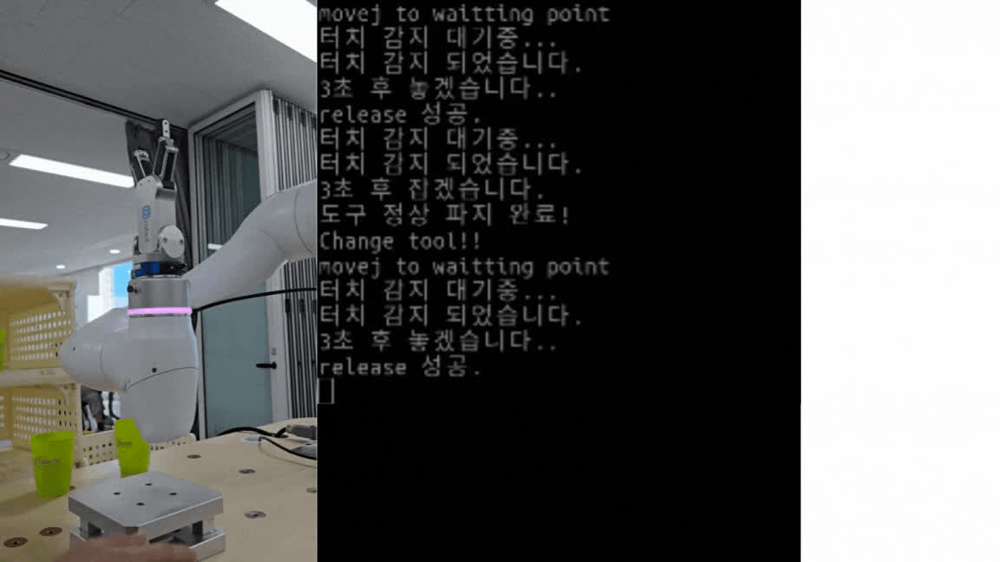 movej to waitting point
터치 감지 대기중...
터치 감지 되었습니다.
3초 후 놓겠습니다..
release 성공.
터치 감지 대기중...
터치 감지 되었습니다.
3초 후 잡겠습니다.
도구 정상 파지 완료!
Change tool!!
movej to waitting point
터치 감지 대기중...
터치 감지 되었습니다.
3초 후 놓겠습니다..
release 성공.